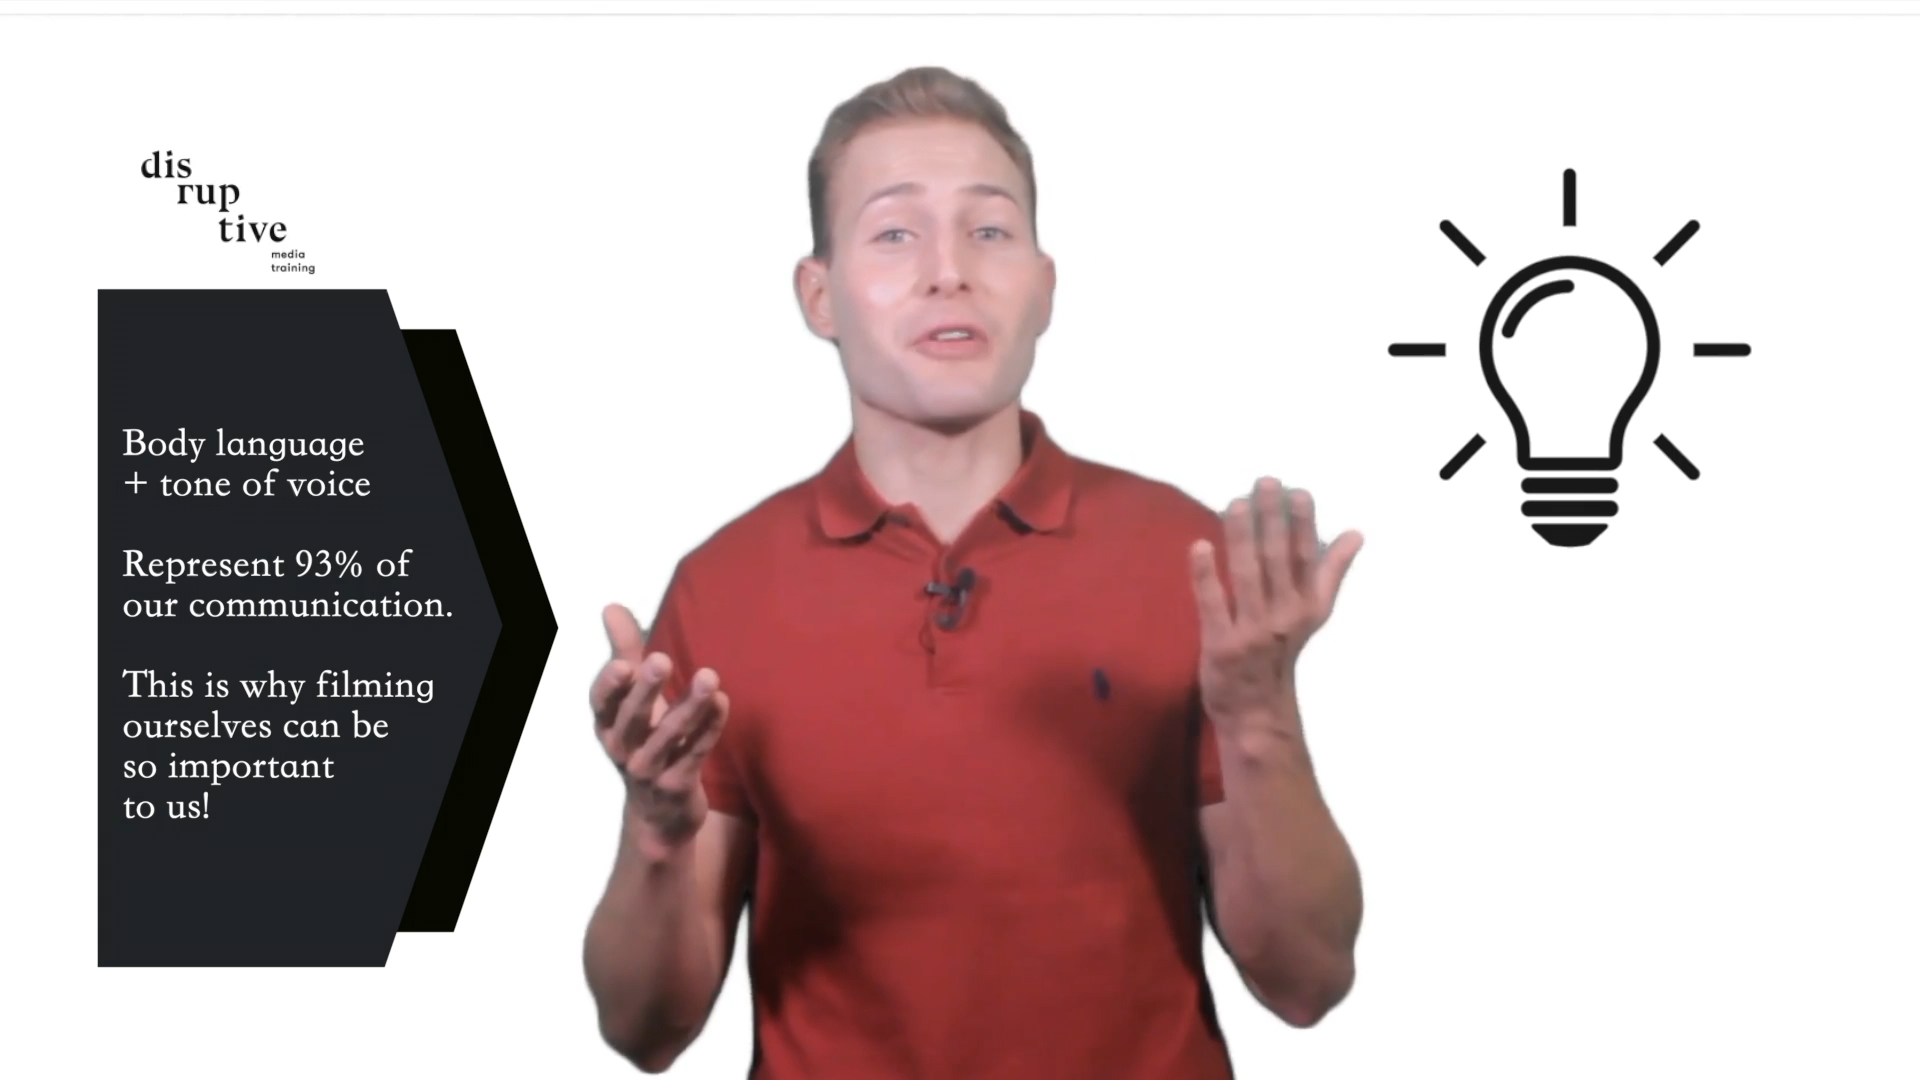 dis
rup
tive
media
training
Body language
+ tone of voice
Represent 93% of
our communication.
This is why filming
ourselves can be
so important
to us!